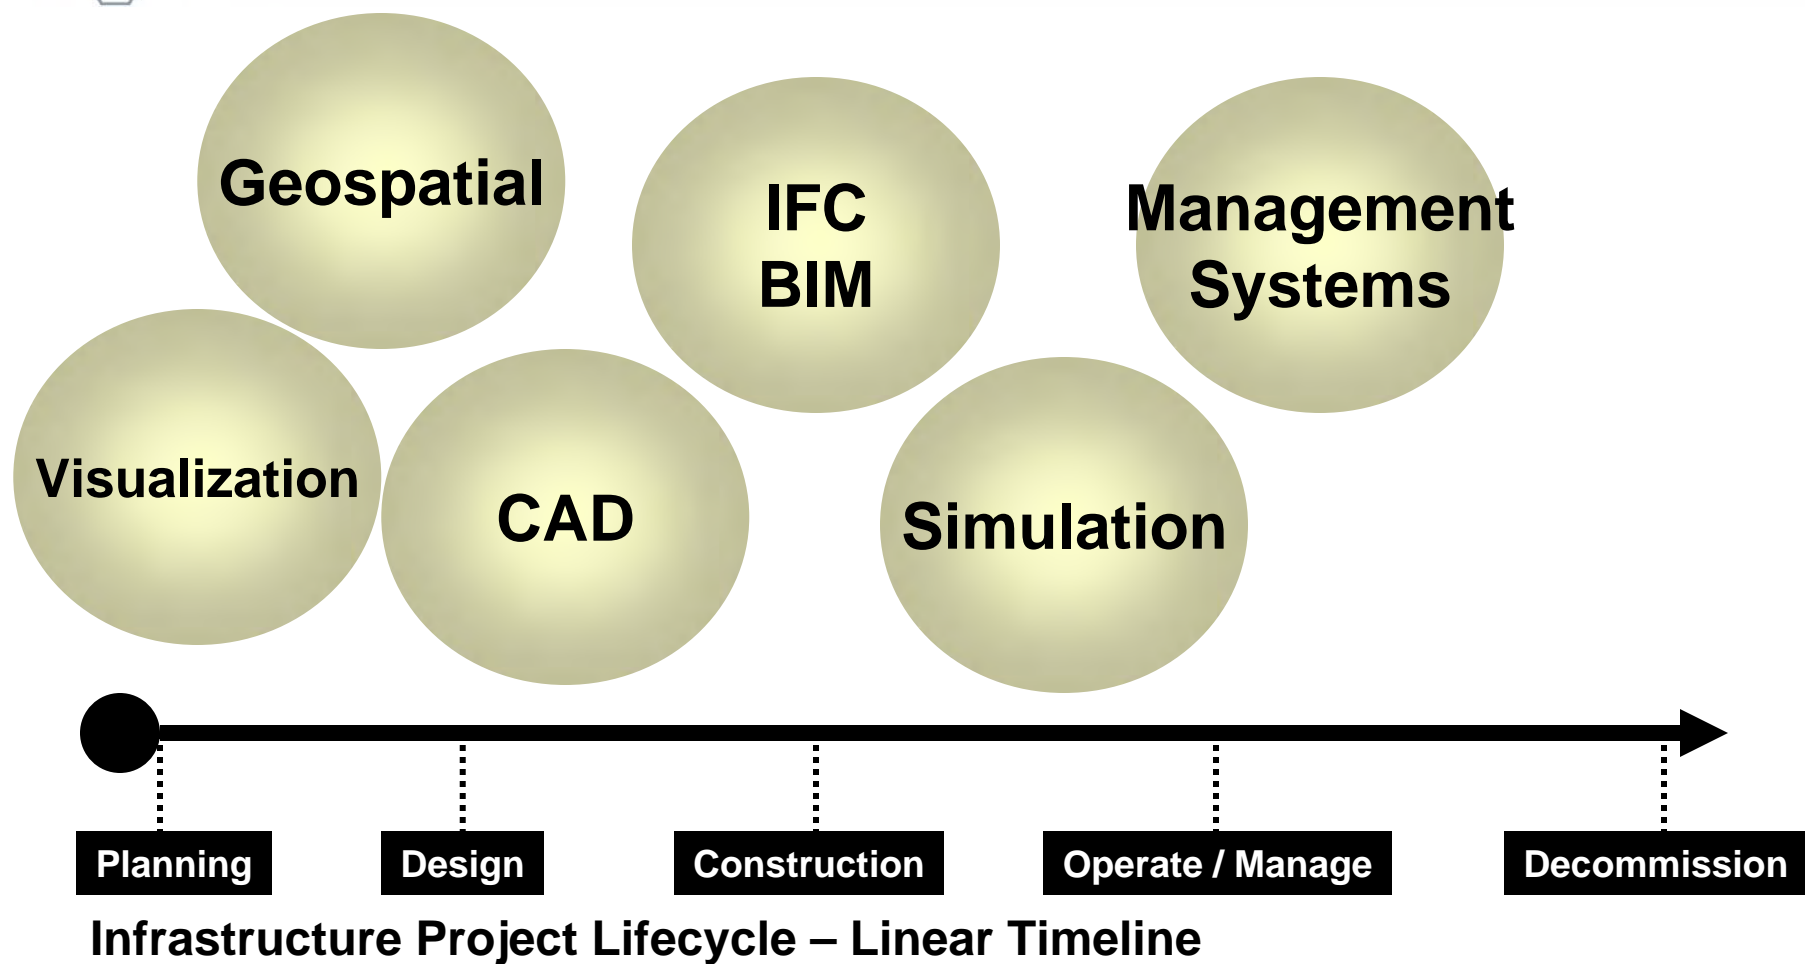 Geospatial
IFC
BIM
Management
Systems
Visualization
CAD
Simulation
Planning
Design
Construction
Operate / Manage
Decommission
Infrastructure Project Lifecycle – Linear Timeline